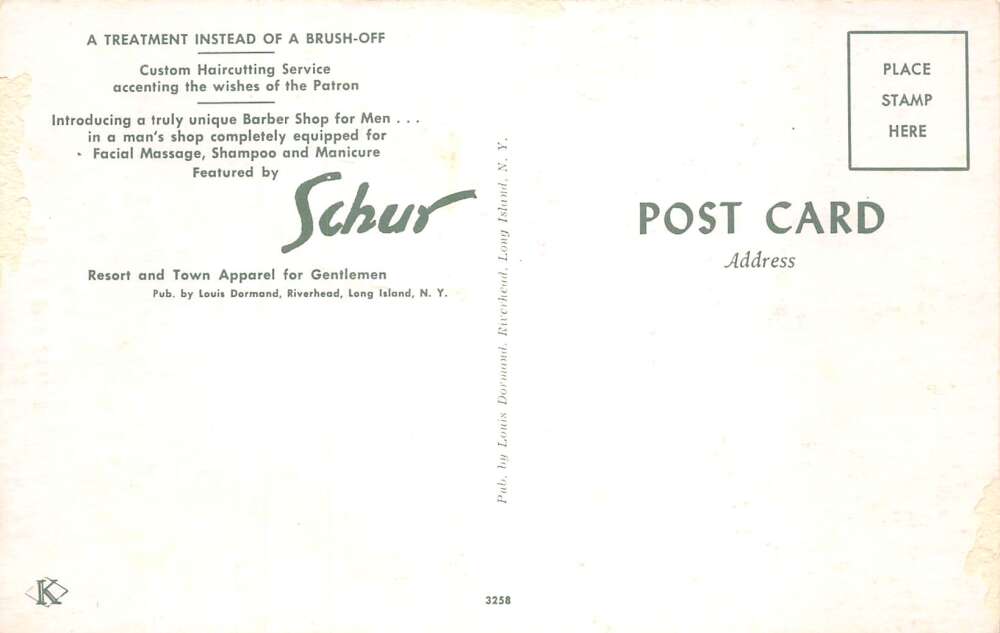 A TREATMENT INSTEAD OF A BRUSH-OFF
Custom Haircutting Service
accenting the wishes of the Patron
Introducing a truly unique Barber Shop for Men . . .
in a man's shop completely equipped for
Facial Massage, Shampoo and Manicure
Featured by
Schur
Resort and Town Apparel for Gentlemen
Pub. by Louis Dormand, Riverhead, Long Island, N. Y.
Pub. by Louis Dormand, Riverhead, Long Island, N. Y.
PLACE
STAMP
HERE
POST CARD
Address
K
3258